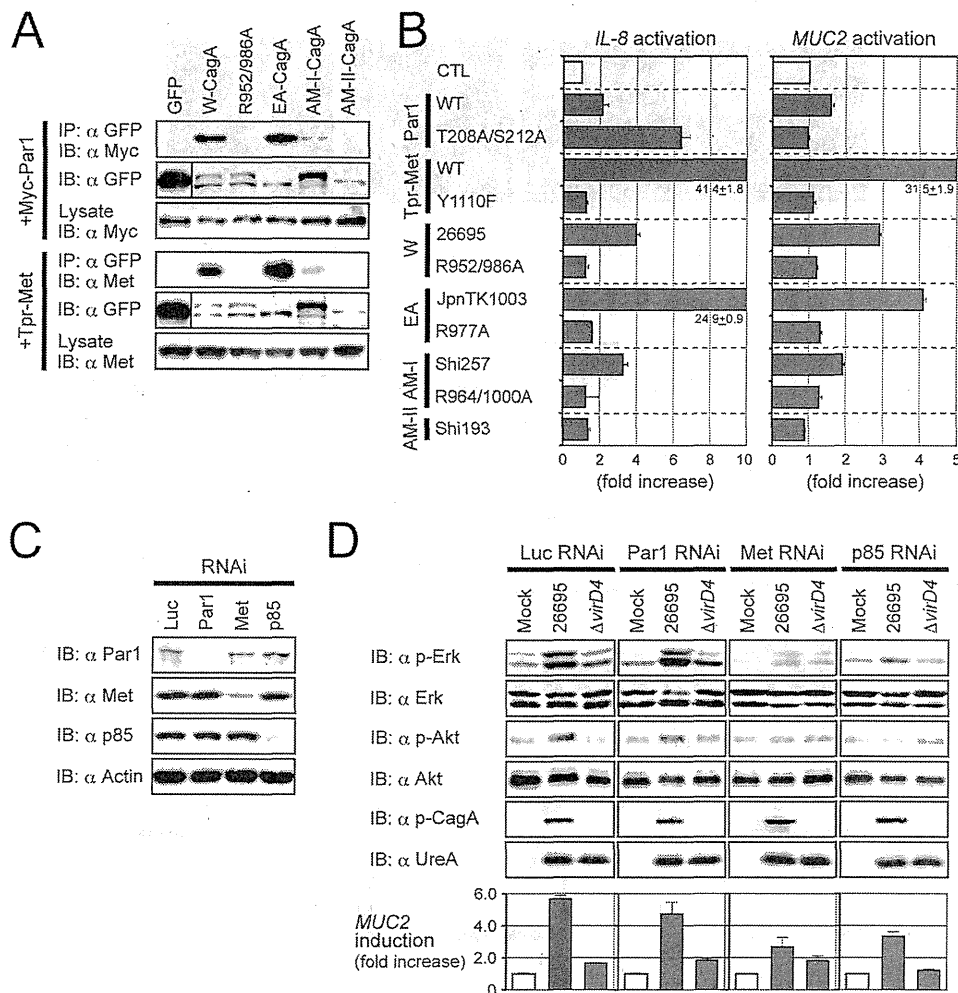 A
GFP
W-CagA
R952/986A
EA-CagA
AM-I-CagA
AM-II-CagA
+Myc-Par1
IP: α GFP
IB: α Myc
IB: α GFP
Lysate
IB: α Myc
+Tpr-Met
IP: α GFP
IB: α Met
IB: α GFP
Lysate
IB: α Met
B
IL-8 activation
MUC2 activation
CTL
Par1
WT
T208A/S212A
Tpr-Met
WT
41.4±1.8
31.5±1.9
Y1110F
W
26695
R952/986A
EA
JpnTK1003
24.9±0.9
R977A
AM-I
Shi257
R964/1000A
AM-II
Shi193
0 2 4 6 8 10
0 1 2 3 4 5
(fold increase)
(fold increase)
C
RNAi
Luc
Par1
Met
p85
IB: α Par1
IB: α Met
IB: α p85
IB: α Actin
D
Luc RNAi
Par1 RNAi
Met RNAi
p85 RNAi
Mock
26695
ΔvirD4
Mock
26695
ΔvirD4
Mock
26695
ΔvirD4
Mock
26695
ΔvirD4
IB: α p-Erk
IB: α Erk
IB: α p-Akt
IB: α Akt
IB: α p-CagA
IB: α UreA
MUC2
induction
(fold increase)
6.0
4.0
2.0
0